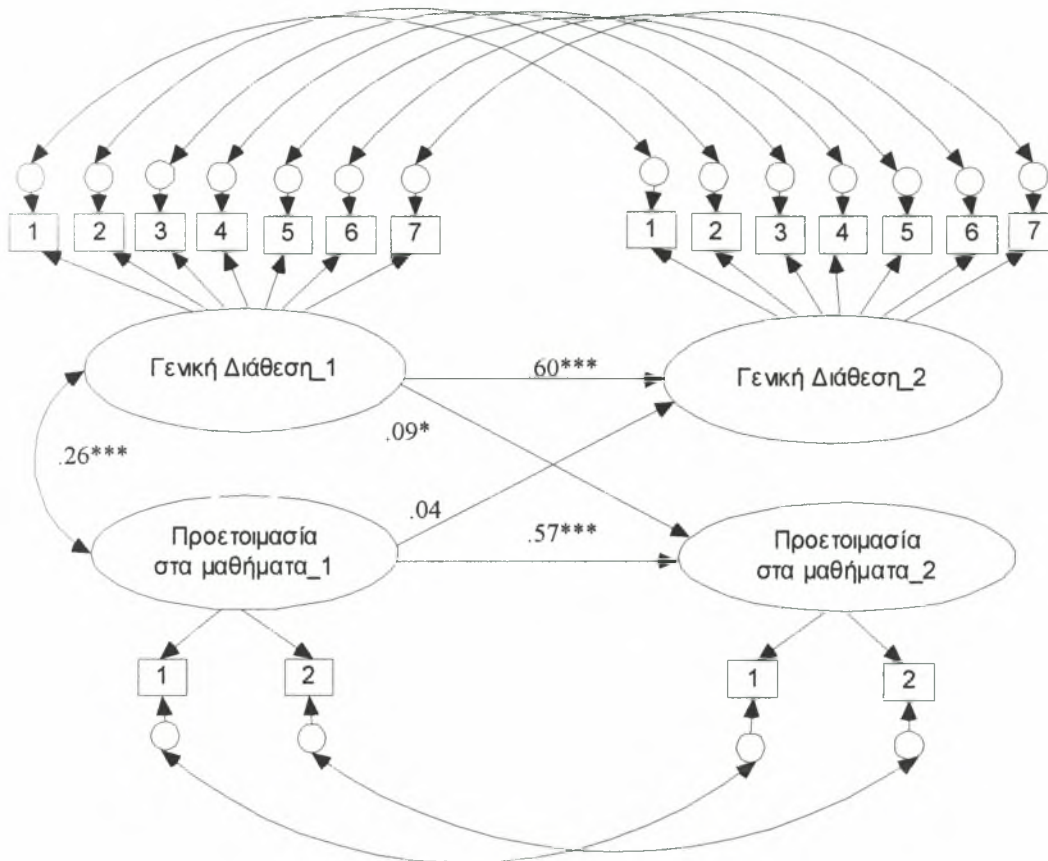 1 2 3 4 5 6 7 1 2 3 4 5 6 7
Γενική Διάθεση_1 .60*** Γενική Διάθεση_2
.09*
.26***
.04
Προετοιμασία
στα μαθήματα_1
.57***
Προετοιμασία
στα μαθήματα_2
1 2 1 2